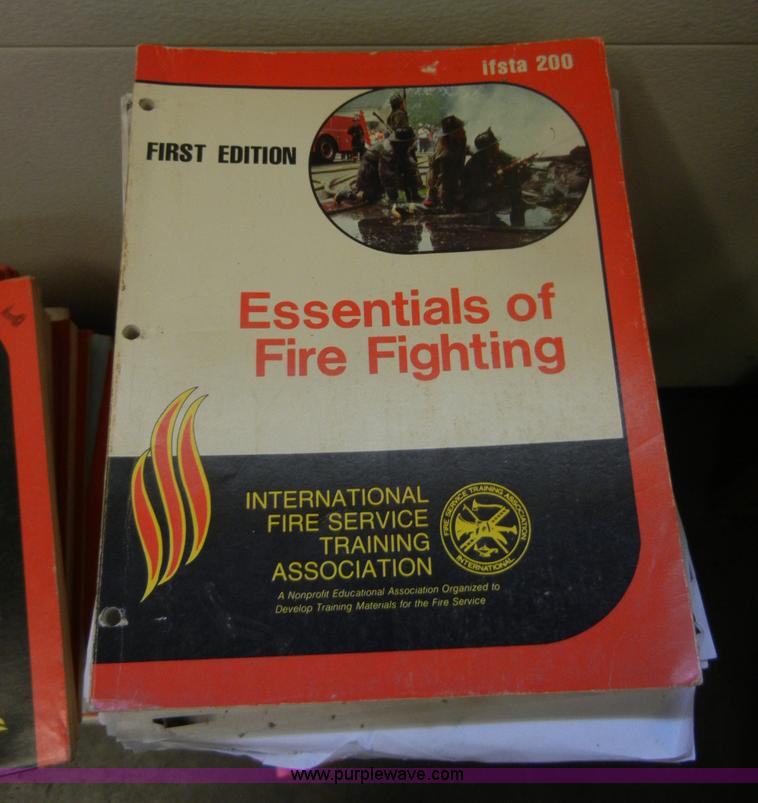 ifsta 200
FIRST EDITION
Essentials of
Fire Fighting
INTERNATIONAL
FIRE SERVICE
TRAINING
ASSOCIATION
FIRE SERVICE TRAINING ASSOCIATION
INTERNATIONAL
A Nonprofit Educational Association Organized to
Develop Training Materials for the Fire Service
www.purplewave.com